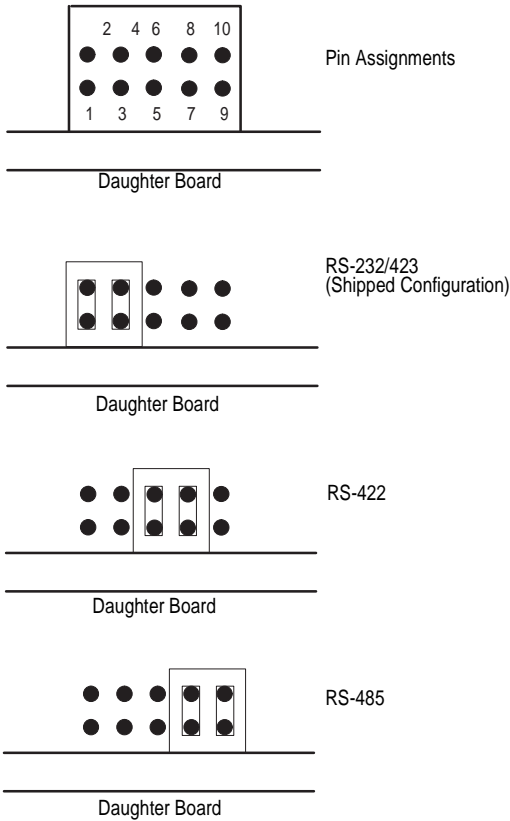 2 4 6 8 10
Pin Assignments
1 3 5 7 9
Daughter Board
RS-232/423
(Shipped Configuration)
Daughter Board
RS-422
Daughter Board
RS-485
Daughter Board